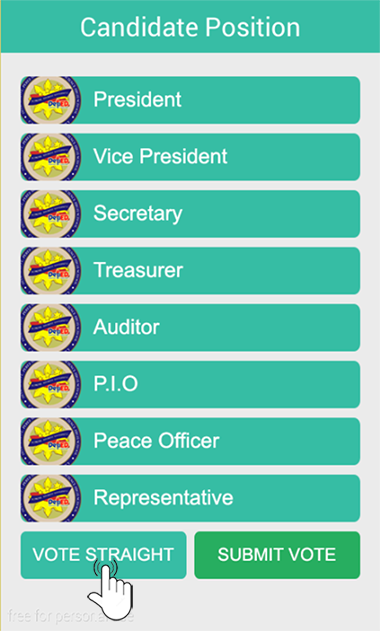 Candidate Position
President
Vice President
Secretary
Treasurer
Auditor
P.I.O
Peace Officer
Representative
VOTE STRAIGHT
SUBMIT VOTE
free for personal use